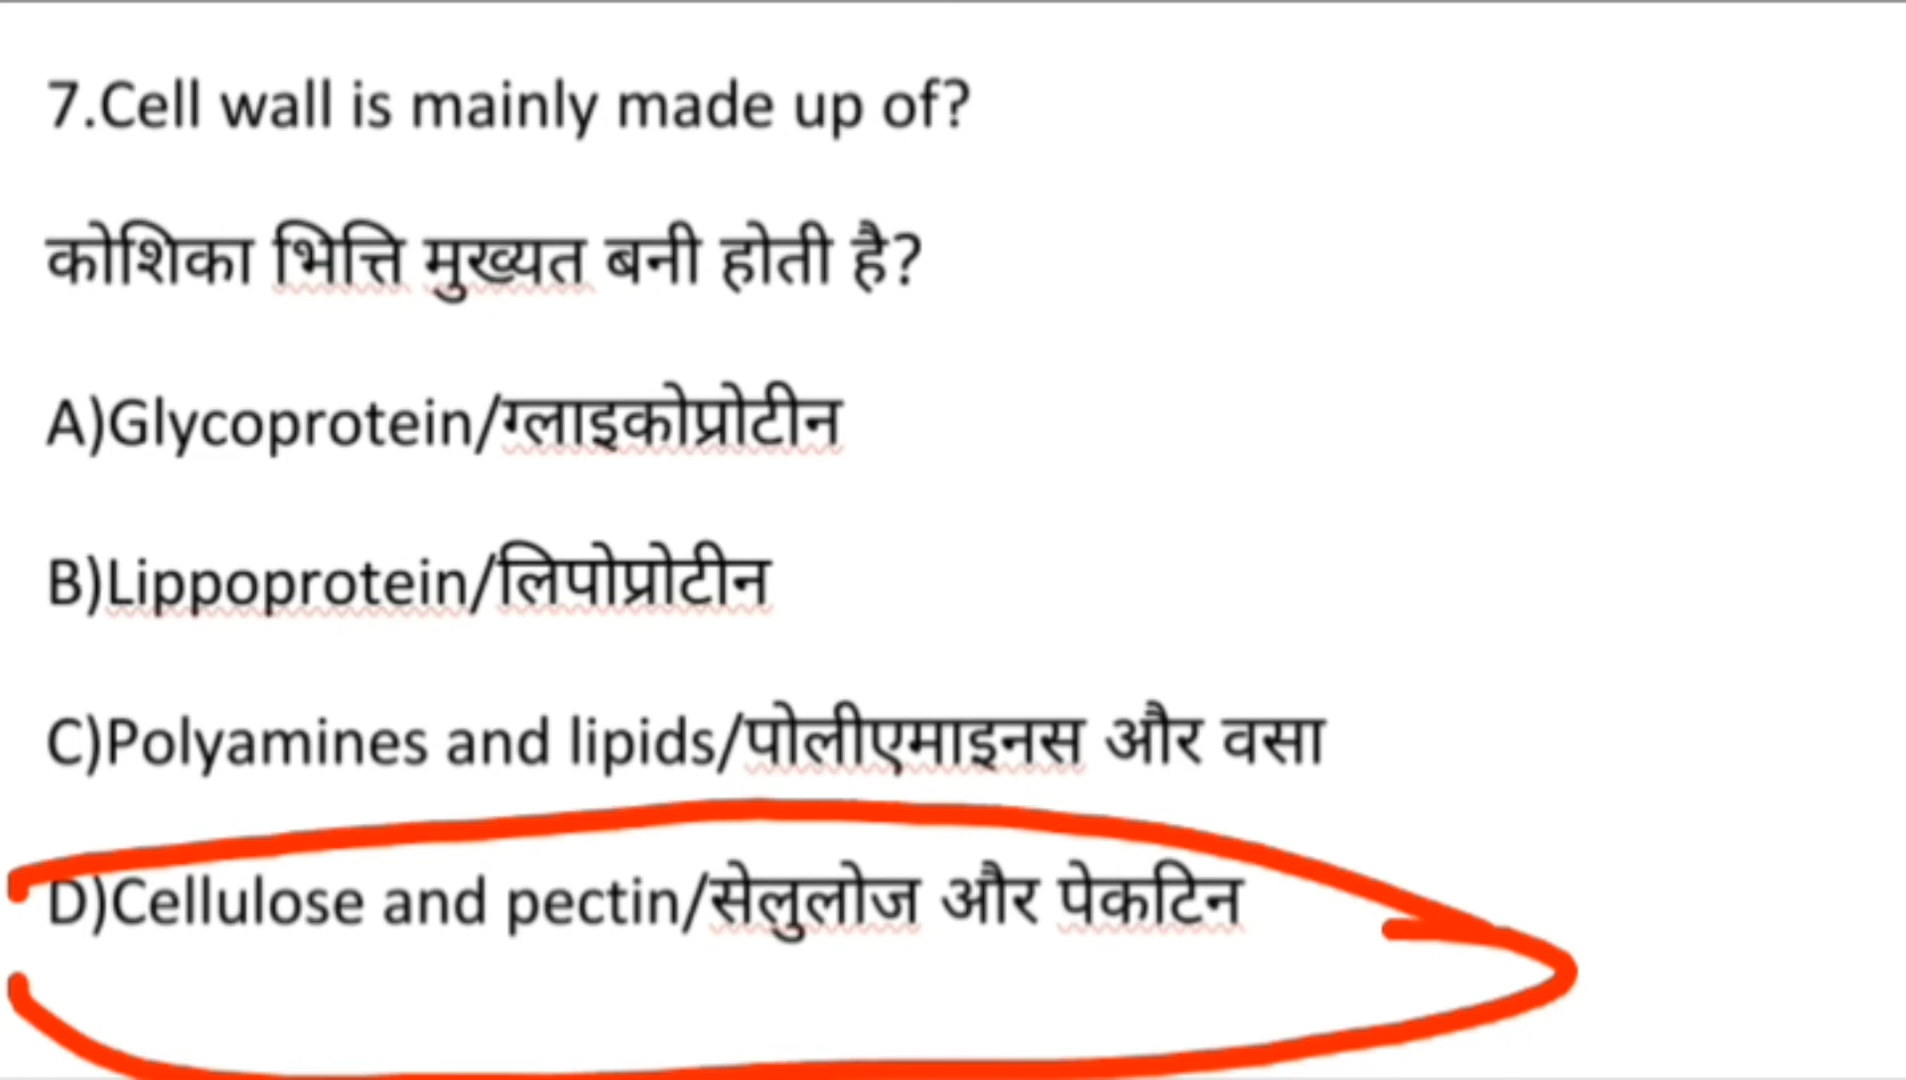 7.Cell wall is mainly made up of?
कोशिका भित्ति मुख्यत बनी होती है?
A)Glycoprotein/ग्लाइकोप्रोटीन
B)Lippoprotein/लिपोप्रोटीन
C)Polyamines and lipids/पोलीएमाइनस और वसा
D)Cellulose and pectin/सेलुलोज और पेकटिन